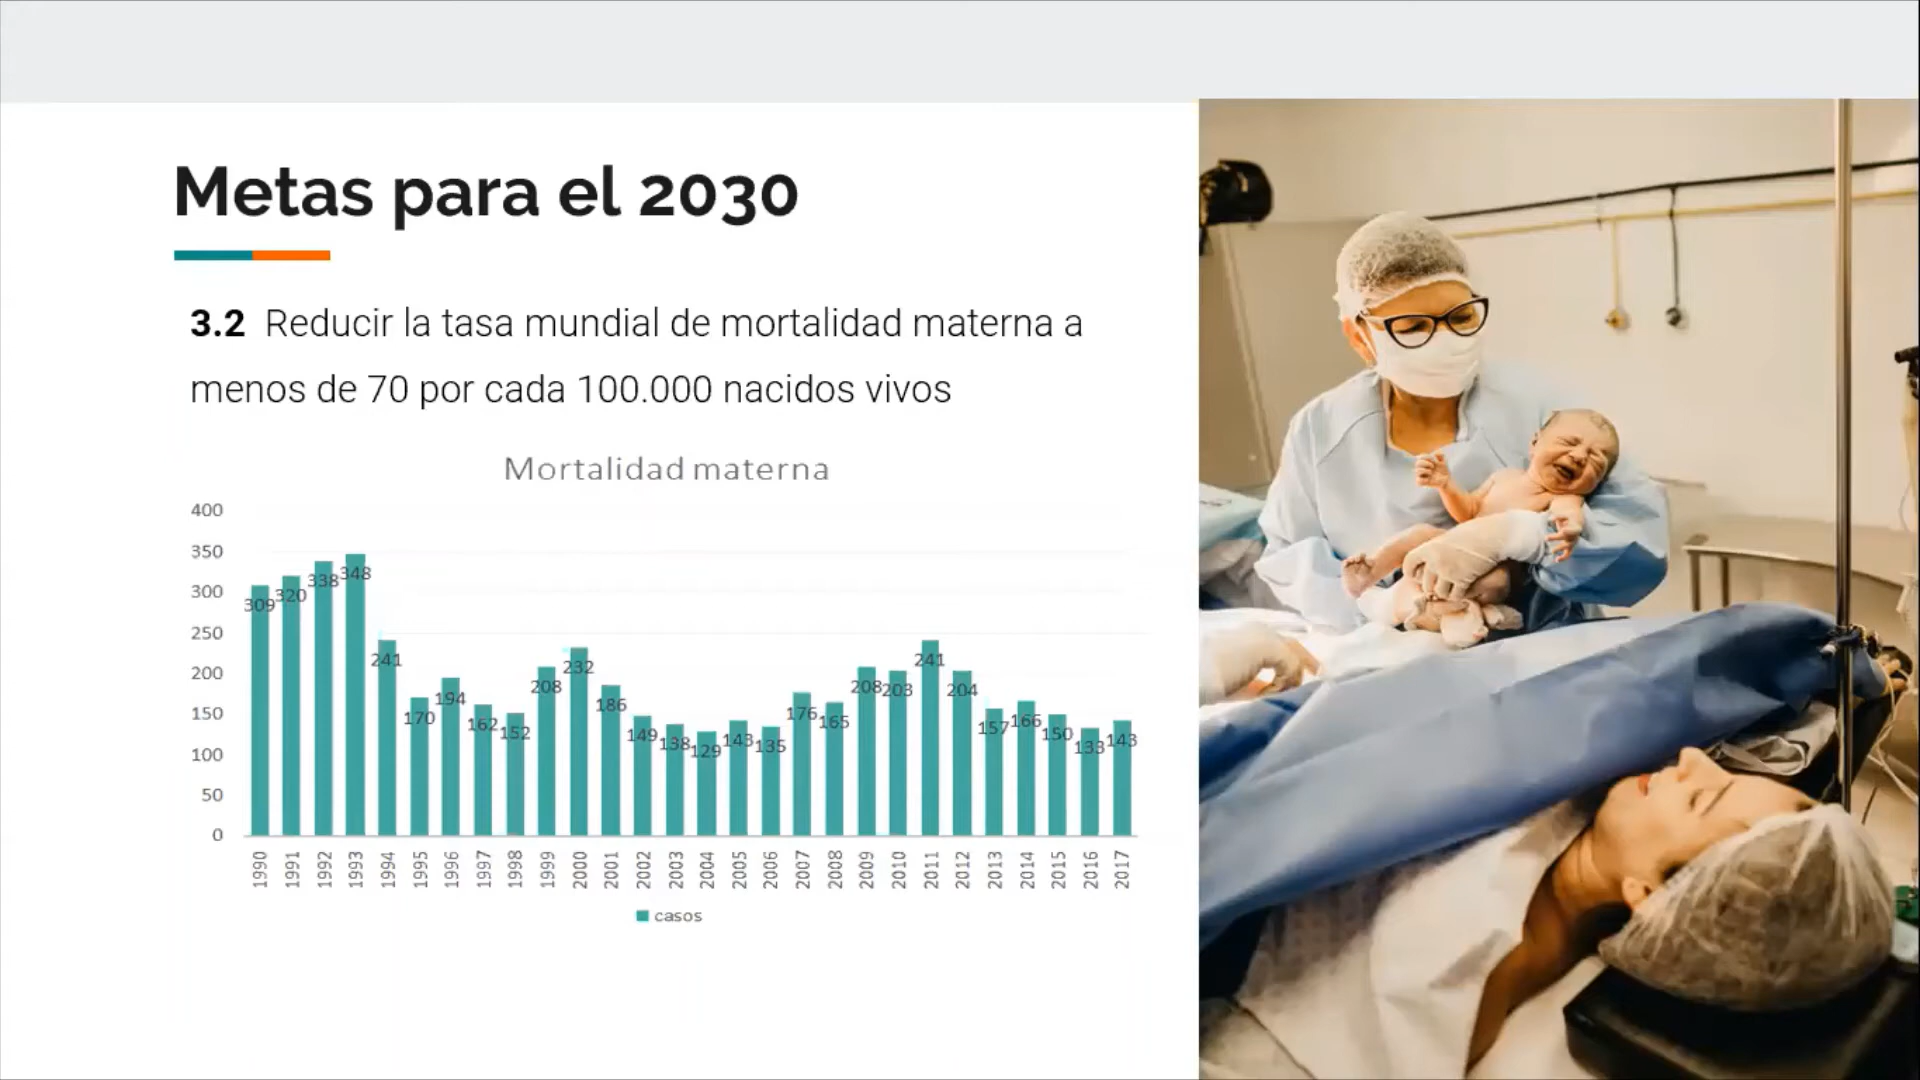 Metas para el 2030
3.2 Reducir la tasa mundial de mortalidad materna a
menos de 70 por cada 100.000 nacidos vivos
Mortalidad materna
400
350
300
250
200
150
100
50
0
309 320 338 348 241 170 194 162 152 208 232 186 149 138 129 143 135 176 165 208 203 241 204 157 166 150 133 143
1990 1991 1992 1993 1994 1995 1996 1997 1998 1999 2000 2001 2002 2003 2004 2005 2006 2007 2008 2009 2010 2011 2012 2013 2014 2015 2016 2017
casos